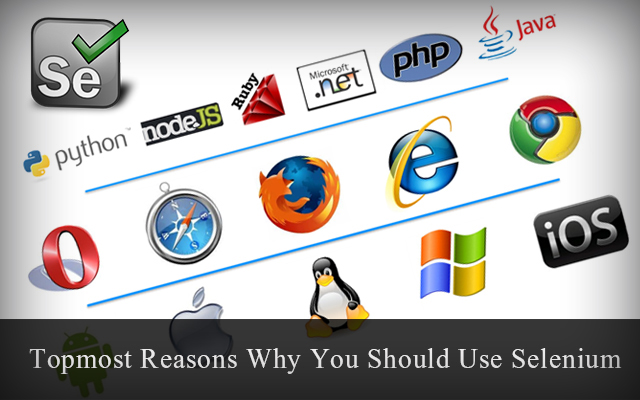 Se
python
nodeJS
Ruby
Microsoft
.net
php
Java
iOS
Topmost Reasons Why You Should Use Selenium